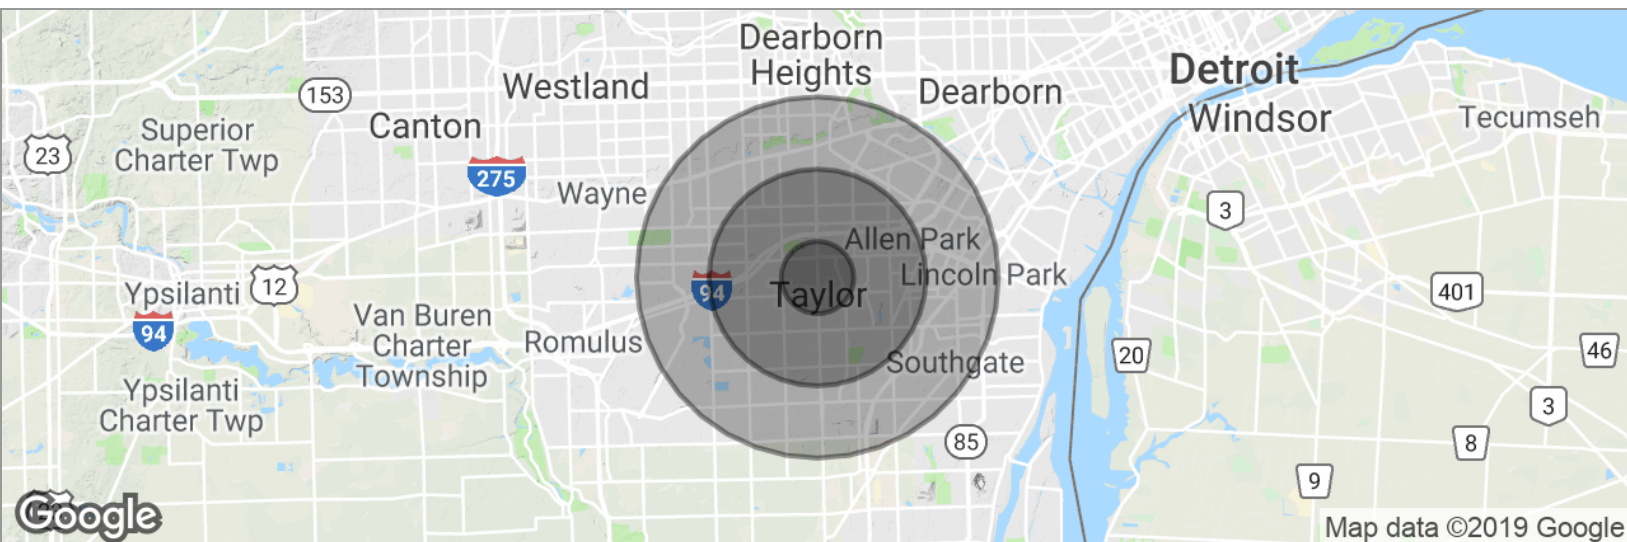 Dearborn
Heights
Detroit
Westland
Dearborn
153
Windsor
Tecumseh
Canton
Superior
Charter Twp
23
275
Wayne
3
Allen Park
Lincoln Park
Ypsilanti
12
94
Taylor
401
94
Van Buren
Charter
Township
Romulus
Southgate
20
46
Ypsilanti
Charter Twp
3
85
8
9
Google
Map data ©2019 Google